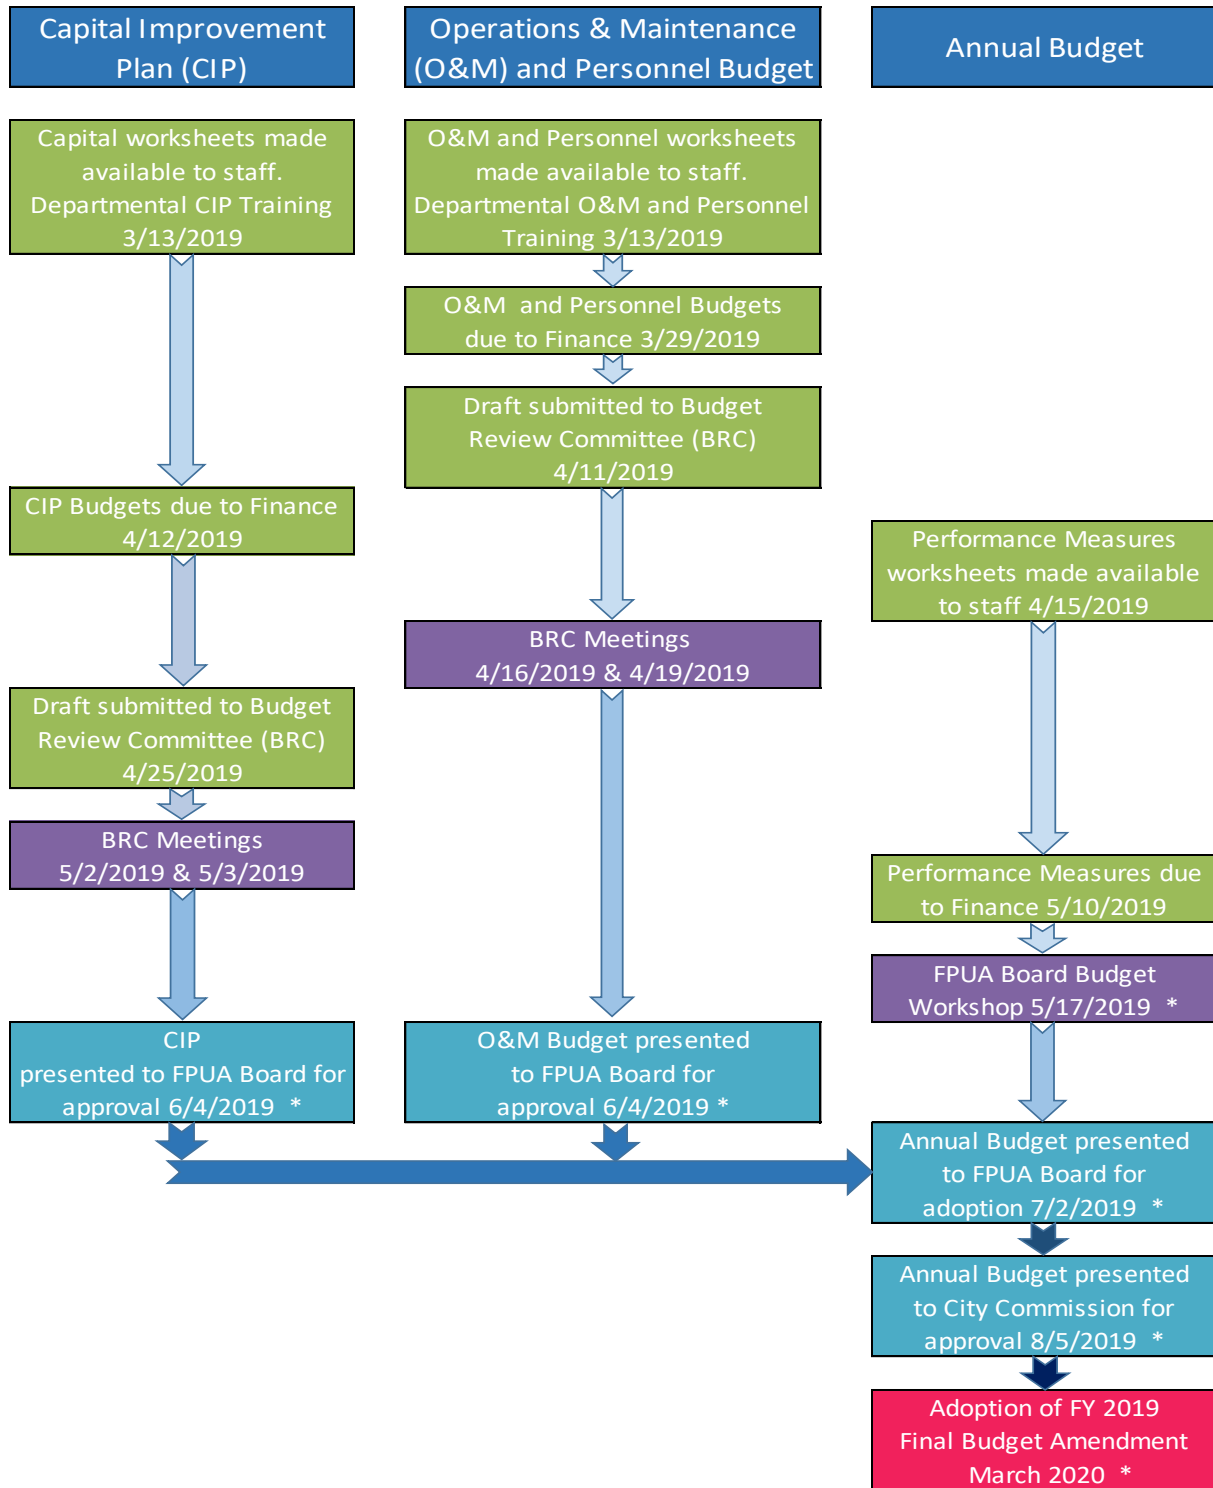 Capital Improvement
Plan (CIP)
Capital worksheets made
available to staff.
Departmental CIP Training
3/13/2019
CIP Budgets due to Finance
4/12/2019
Draft submitted to Budget
Review Committee (BRC)
4/25/2019
BRC Meetings
5/2/2019 & 5/3/2019
CIP
presented to FPUA Board for
approval 6/4/2019 *
Operations & Maintenance
(O&M) and Personnel Budget
O&M and Personnel worksheets
made available to staff.
Departmental O&M and Personnel
Training 3/13/2019
O&M and Personnel Budgets
due to Finance 3/29/2019
Draft submitted to Budget
Review Committee (BRC)
4/11/2019
BRC Meetings
4/16/2019 & 4/19/2019
O&M Budget presented
to FPUA Board for
approval 6/4/2019 *
Annual Budget
Performance Measures
worksheets made available
to staff 4/15/2019
Performance Measures due
to Finance 5/10/2019
FPUA Board Budget
Workshop 5/17/2019 *
Annual Budget presented
to FPUA Board for
adoption 7/2/2019 *
Annual Budget presented
to City Commission for
approval 8/5/2019 *
Adoption of FY 2019
Final Budget Amendment
March 2020 *